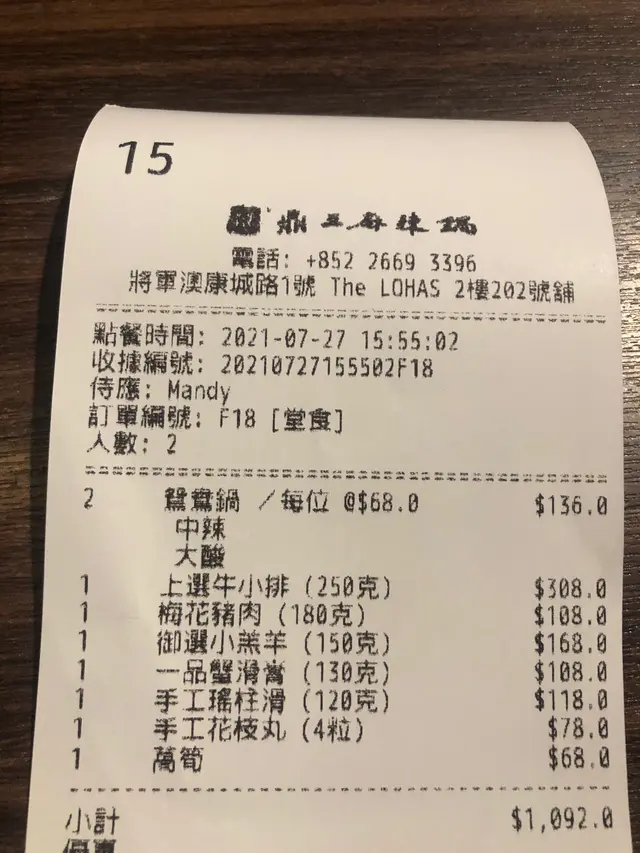 15
鼎王麻辣鍋
電話: +852 2669 3396
將軍澳康城路1號 The LOHAS 2樓202號舖
點餐時間: 2021-07-27 15:55:02
收據編號: 20210727155502F18
侍應: Mandy
訂單編號: F18 [堂食]
人數: 2
2 鴛鴦鍋 /每位 @$68.0 $136.0
中辣
大酸
1 上選牛小排 (250克) $308.0
1 梅花豬肉 (180克) $108.0
1 御選小羔羊 (150克) $168.0
1 一品蟹滑膏 (130克) $108.0
1 手工瑤柱滑 (120克) $118.0
1 手工花枝丸 (4粒) $78.0
1 萵筍 $68.0
小計 $1,092.0